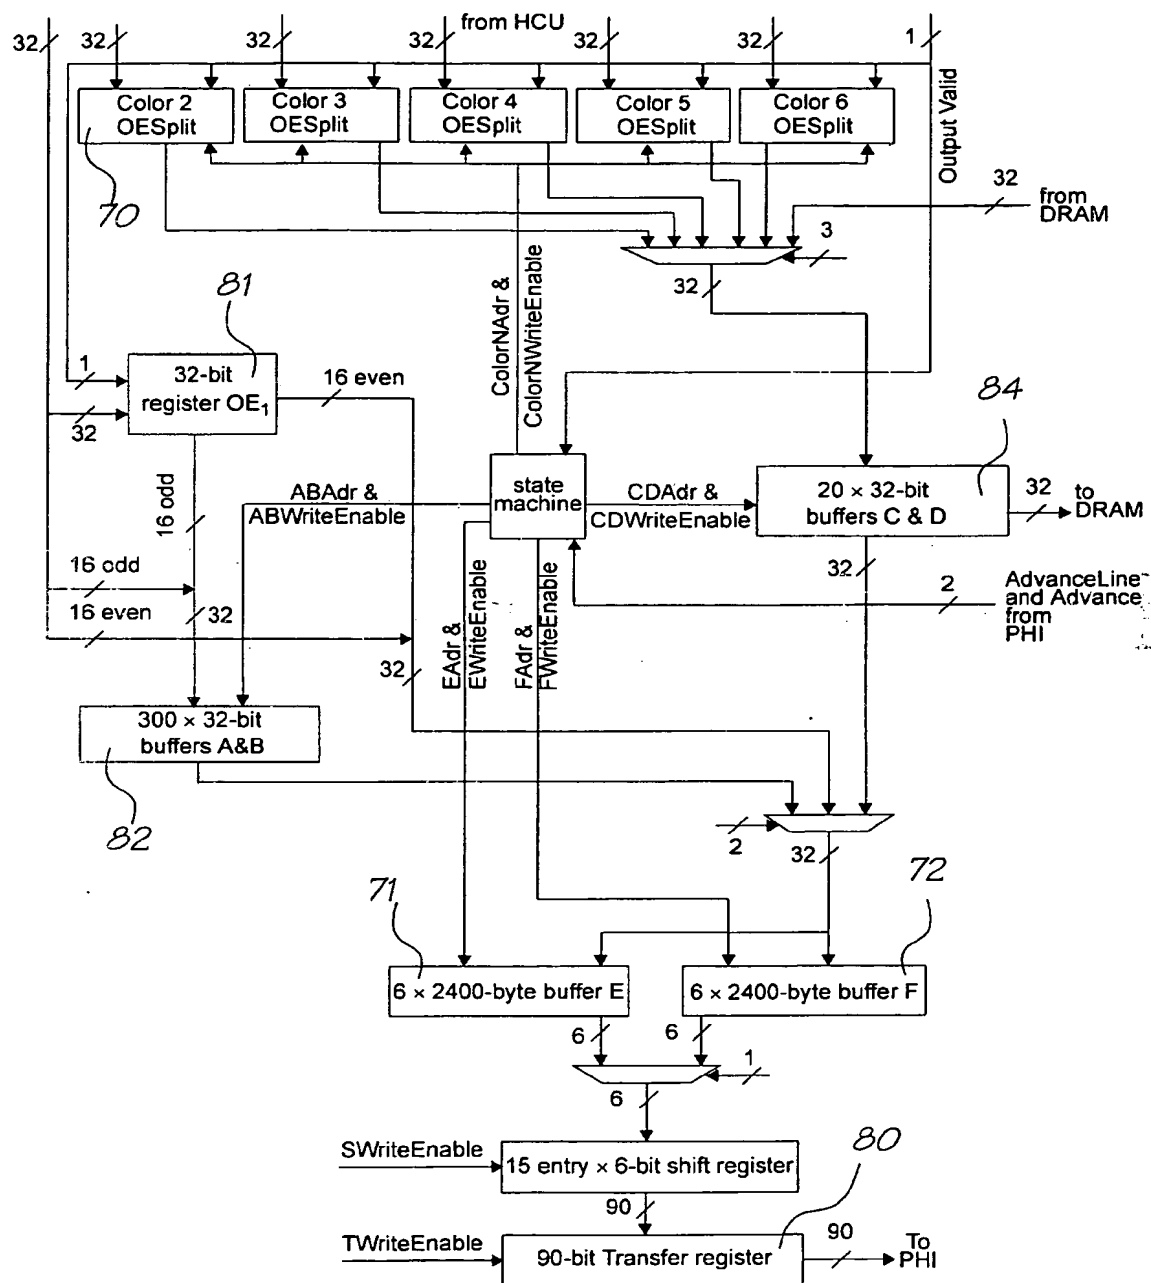 from HCU
32
32
32
32
32
32
1
Color 2
OESplit
Color 3
OESplit
Color 4
OESplit
Color 5
OESplit
Color 6
OESplit
Output Valid
70
32
from
DRAM
3
32
81
ColorNAdr &
ColorNWriteEnable
1
32-bit
register OE1
16 even
32
84
16 odd
ABAdr &
ABWriteEnable
state
machine
CDAdr &
CDWriteEnable
20 × 32-bit
buffers C & D
32
to
DRAM
16 odd
16 even
32
EAdr &
EWriteEnable
FAdr &
FWriteEnable
32
2
AdvanceLine
and Advance
from
PHI
32
300 × 32-bit
buffers A&B
82
2
32
71
72
6 × 2400-byte buffer E
6 × 2400-byte buffer F
6
6
1
6
80
SWriteEnable
15 entry × 6-bit shift register
90
TWriteEnable
90-bit Transfer register
90
To
PHI